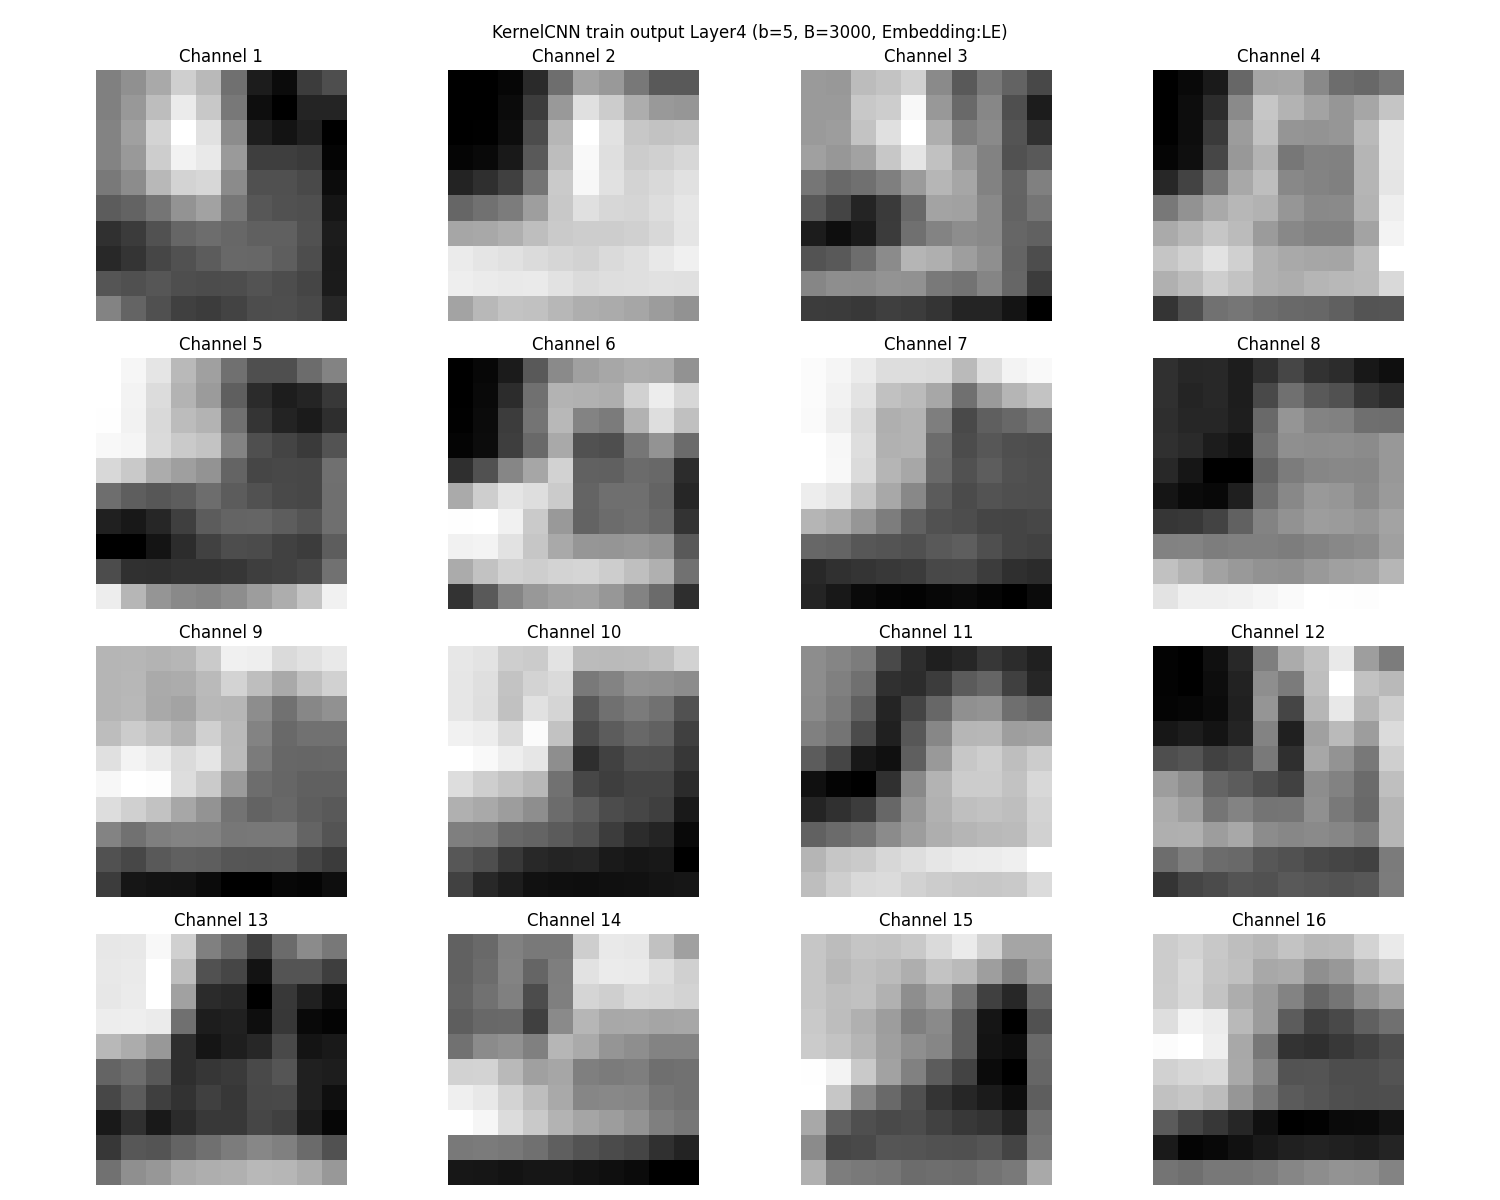 KernelCNN train output Layer4 (b=5, B=3000, Embedding:LE)
Channel 1 Channel 2 Channel 3 Channel 4
Channel 5 Channel 6 Channel 7 Channel 8
Channel 9 Channel 10 Channel 11 Channel 12
Channel 13 Channel 14 Channel 15 Channel 16